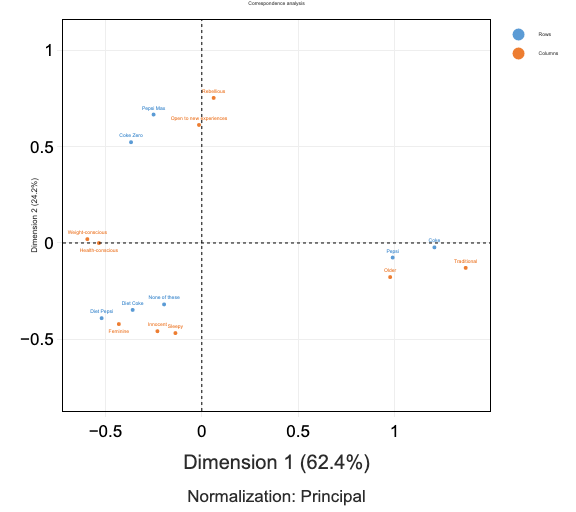 Correspondence analysis
Rows
Columns
1
0.5
0
−0.5
Dimension 2 (24.2%)
Rebellious
Pepsi Max
Open to new experiences
Coke Zero
Weight-conscious
Health-conscious
Coke
Pepsi
Traditional
Older
None of these
Diet Coke
Diet Pepsi
Feminine
Innocent
Sleepy
−0.5
0
0.5
1
Dimension 1 (62.4%)
Normalization: Principal